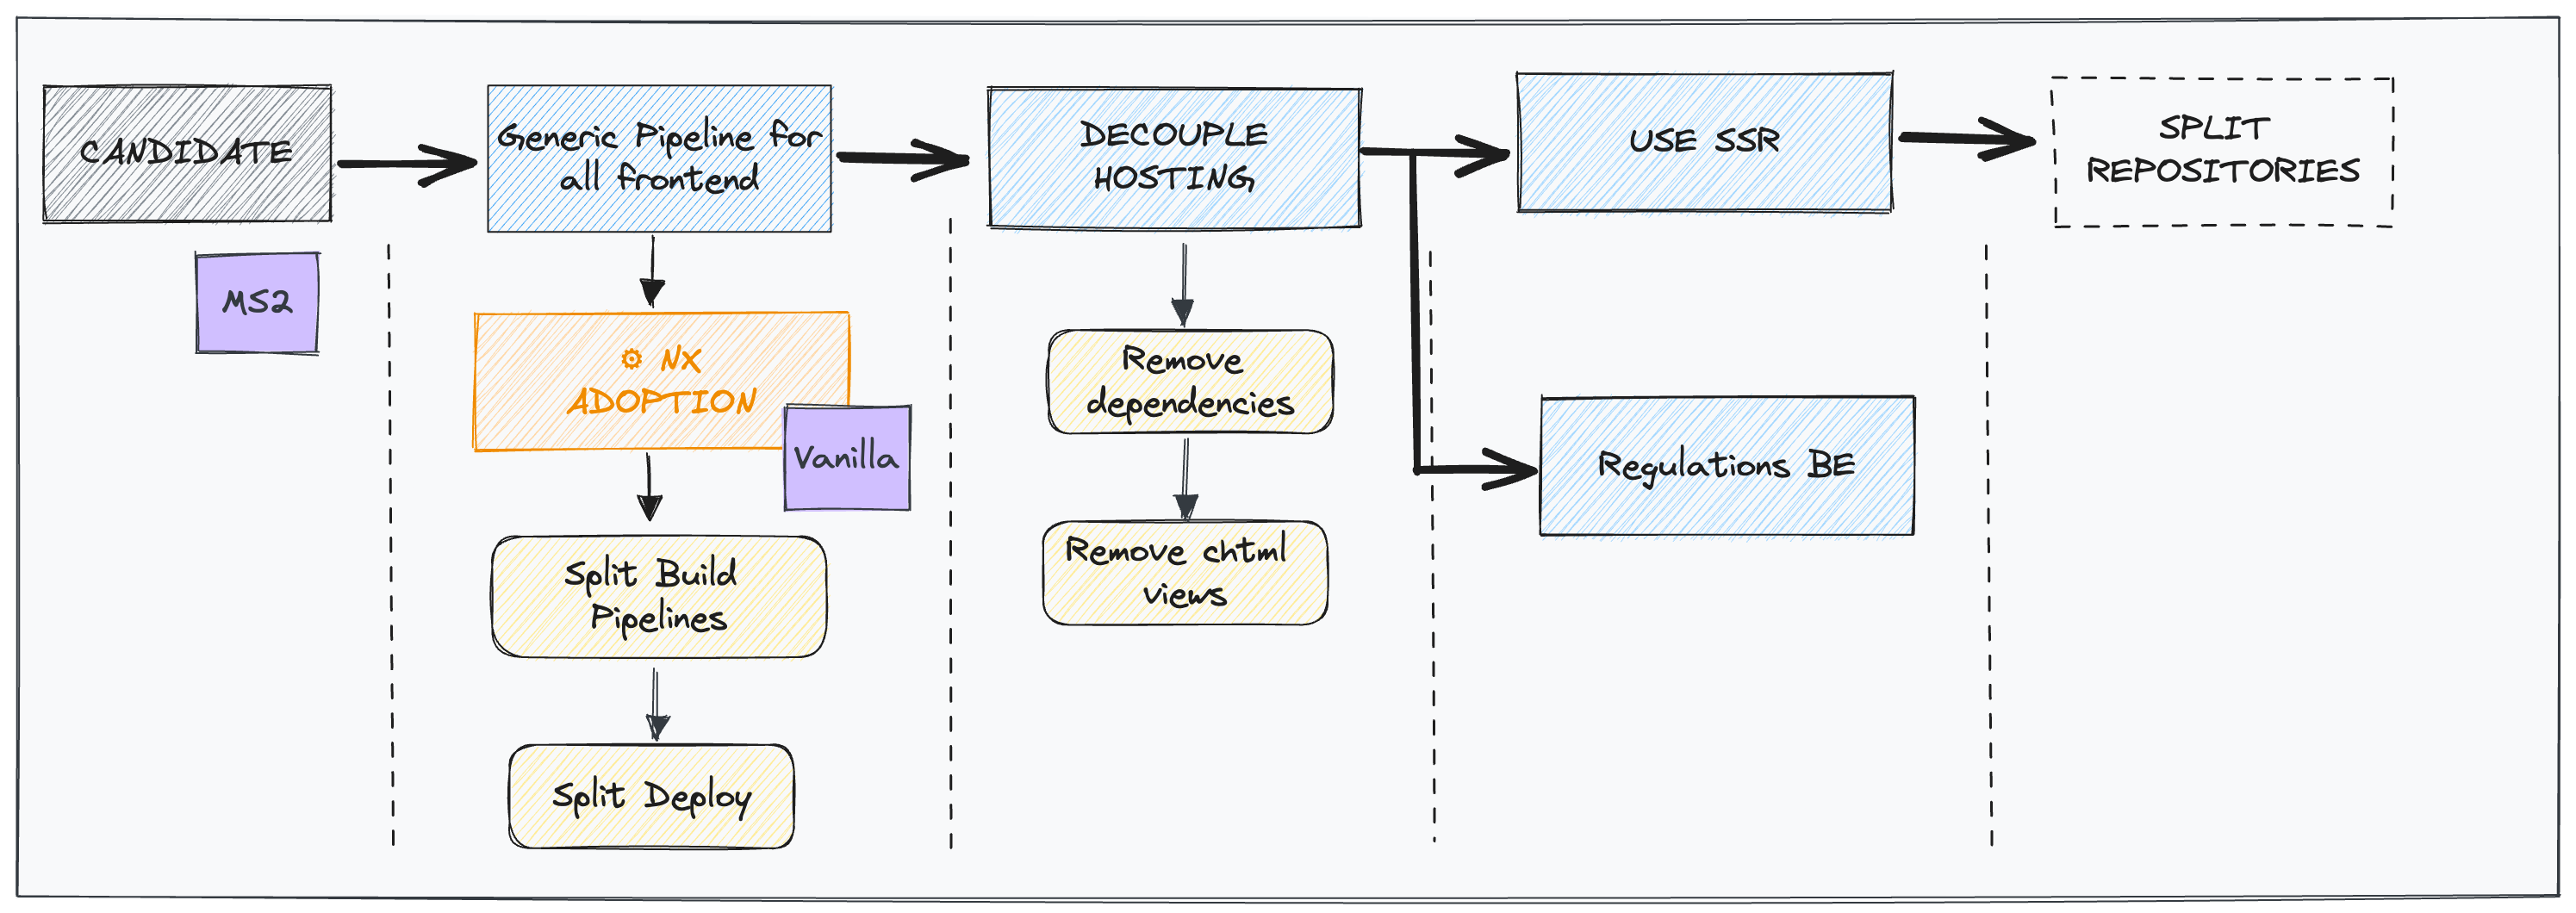 CANDIDATE
MS2
Generic Pipeline for
all frontend
⚙ NX
ADOPTION
Vanilla
Split Build
Pipelines
Split Deploy
DECOUPLE
HOSTING
Remove
dependencies
Remove chtml
views
USE SSR
Regulations BE
SPLIT
REPOSITORIES